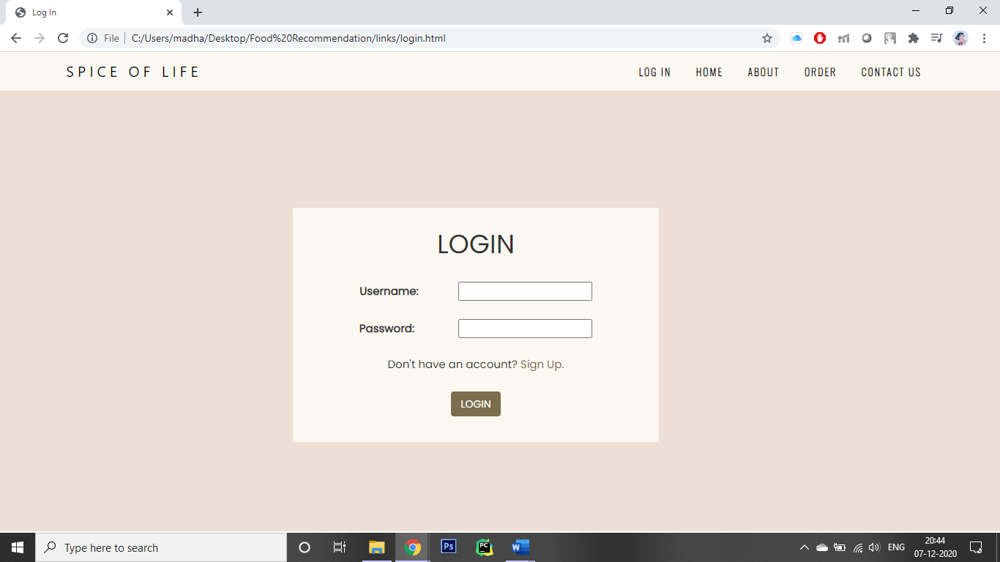 Log In
File C:/Users/madha/Desktop/Food%20Recommendation/links/login.html
SPICE OF LIFE LOG IN HOME ABOUT ORDER CONTACT US
LOGIN
Username:
Password:
Don't have an account? Sign Up.
LOGIN
Type here to search Ps PC W ENG 20:44
07-12-2020